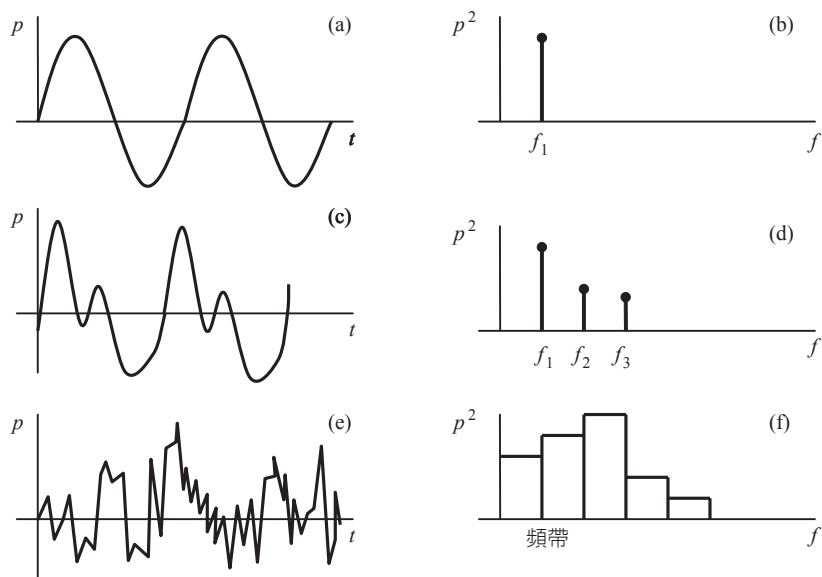 p
(a)
t
p²
(b)
f₁
f
p
(c)
t
p²
(d)
f₁ f₂ f₃
f
p
(e)
t
p²
(f)
頻帶
f